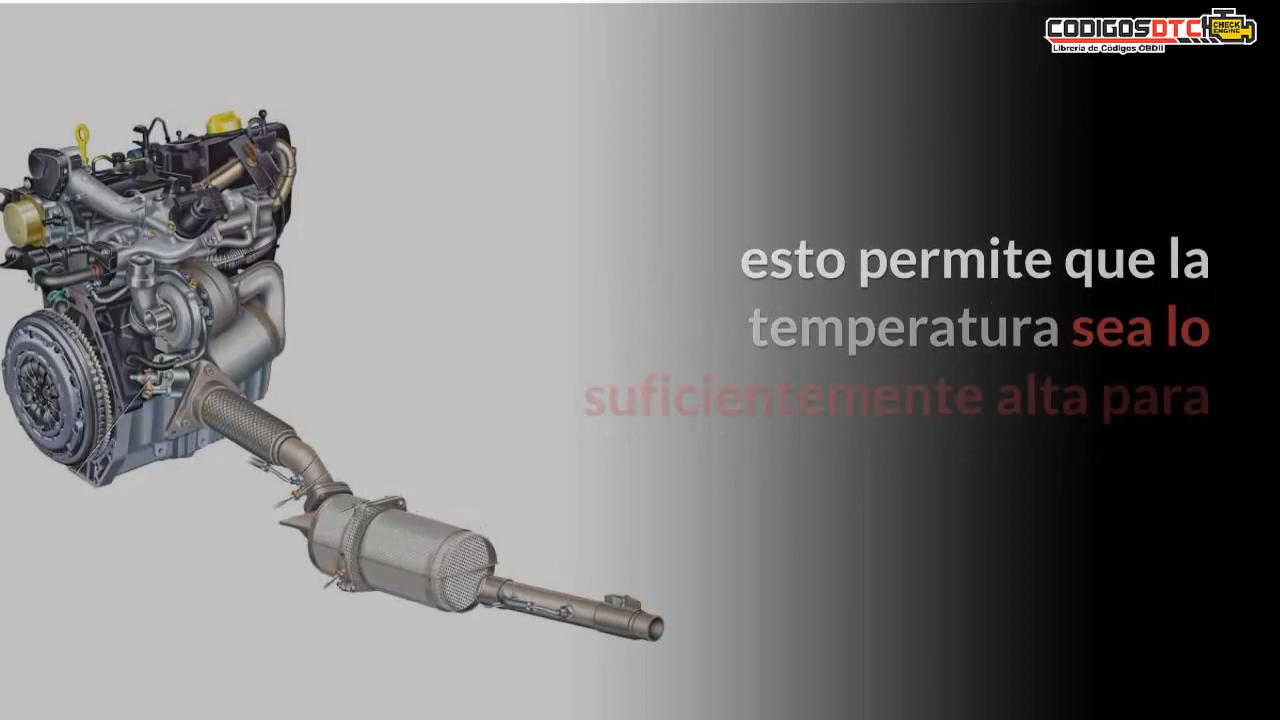 CODIGOSDTC
CHECK
ENGINE
Librería de Códigos OBDII
esto permite que la
temperatura sea lo
suficientemente alta para